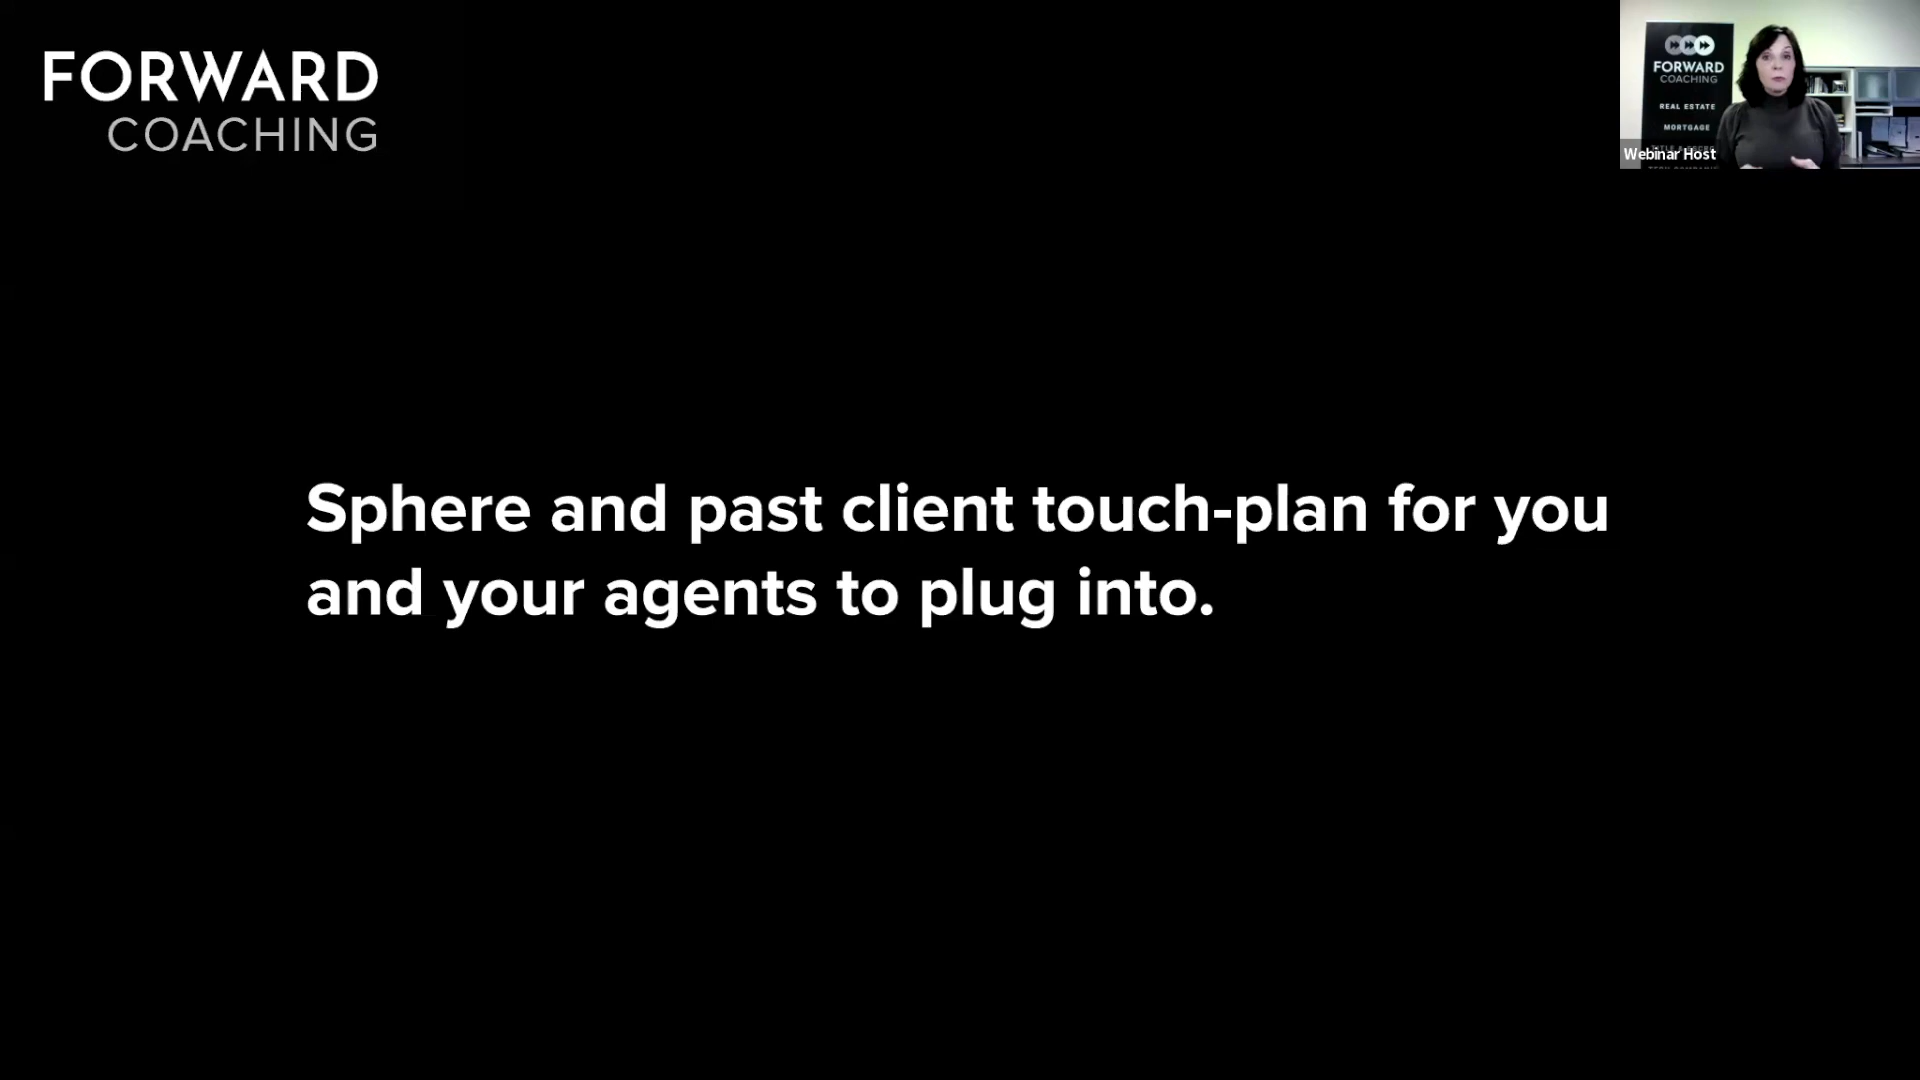 FORWARD
COACHING
FORWARD
COACHING
REAL ESTATE
MORTGAGE
Webinar Host
Sphere and past client touch-plan for you
and your agents to plug into.